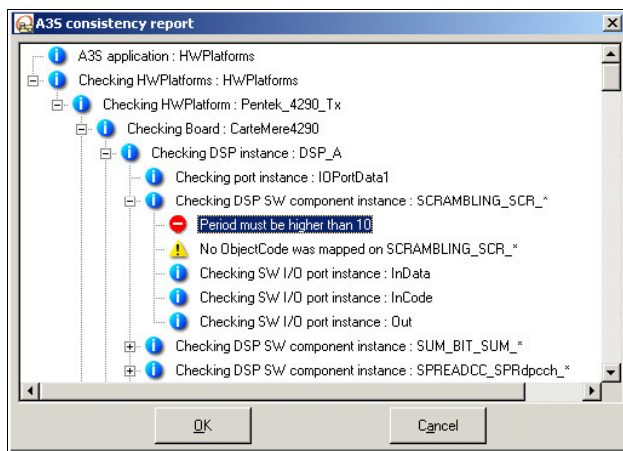 A3S consistency report
A3S application : HWPlatforms
Checking HWPlatforms : HWPlatforms
Checking HWPlatform : Pentek_4290_Tx
Checking Board : CarteMere4290
Checking DSP instance : DSP_A
Checking port instance : IOPortData1
Checking DSP SW component instance : SCRAMBLING_SCR_*
Period must be higher than 10
No ObjectCode was mapped on SCRAMBLING_SCR_*
Checking SW I/O port instance : InData
Checking SW I/O port instance : InCode
Checking SW I/O port instance : Out
Checking DSP SW component instance : SUM_BIT_SUM_*
Checking DSP SW component instance : SPREADCC_SPRdpcch_*
OK Cancel